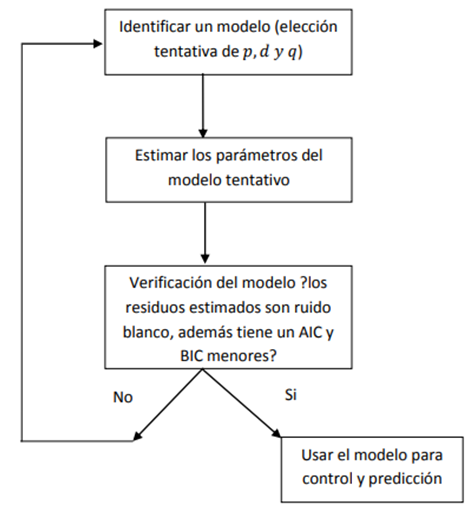 Identificar un modelo (elección
tentativa de p, d y q)
Estimar los parámetros del
modelo tentativo
Verificación del modelo ?los
residuos estimados son ruido
blanco, además tiene un AIC y
BIC menores?
No
Si
Usar el modelo para
control y predicción